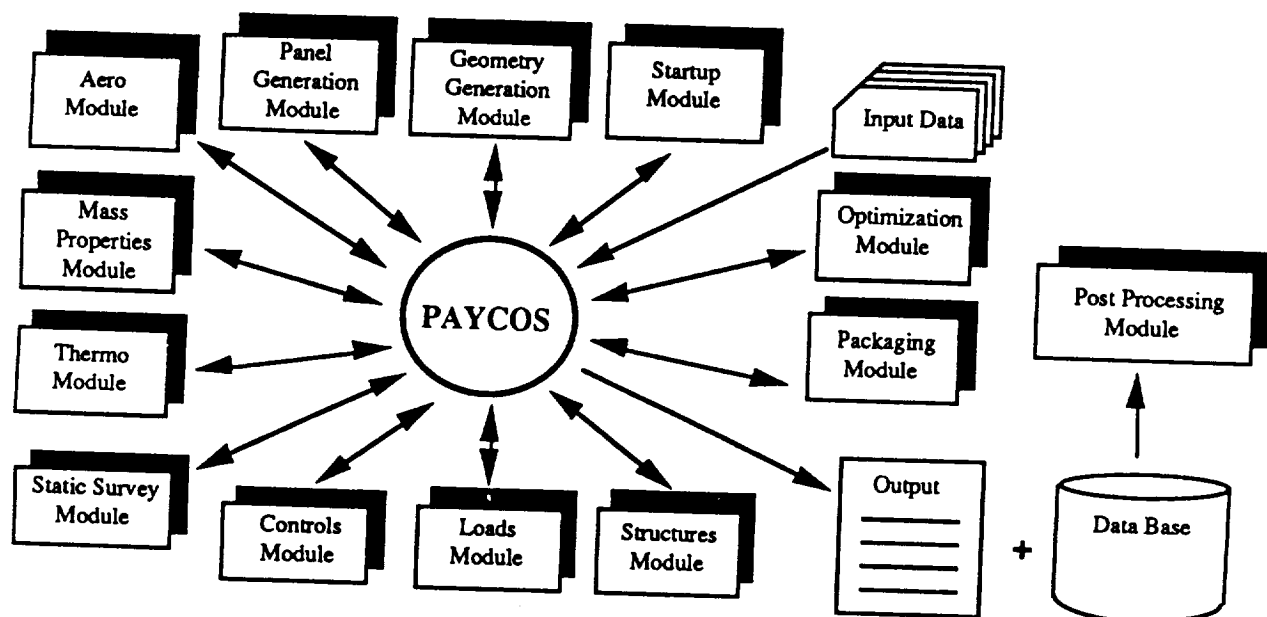 Aero
Module
Panel
Generation
Module
Geometry
Generation
Module
Startup
Module
Input Data
Mass
Properties
Module
Optimization
Module
PAYCOS
Post Processing
Module
Thermo
Module
Packaging
Module
Static Survey
Module
Controls
Module
Loads
Module
Structures
Module
Output
+
Data Base